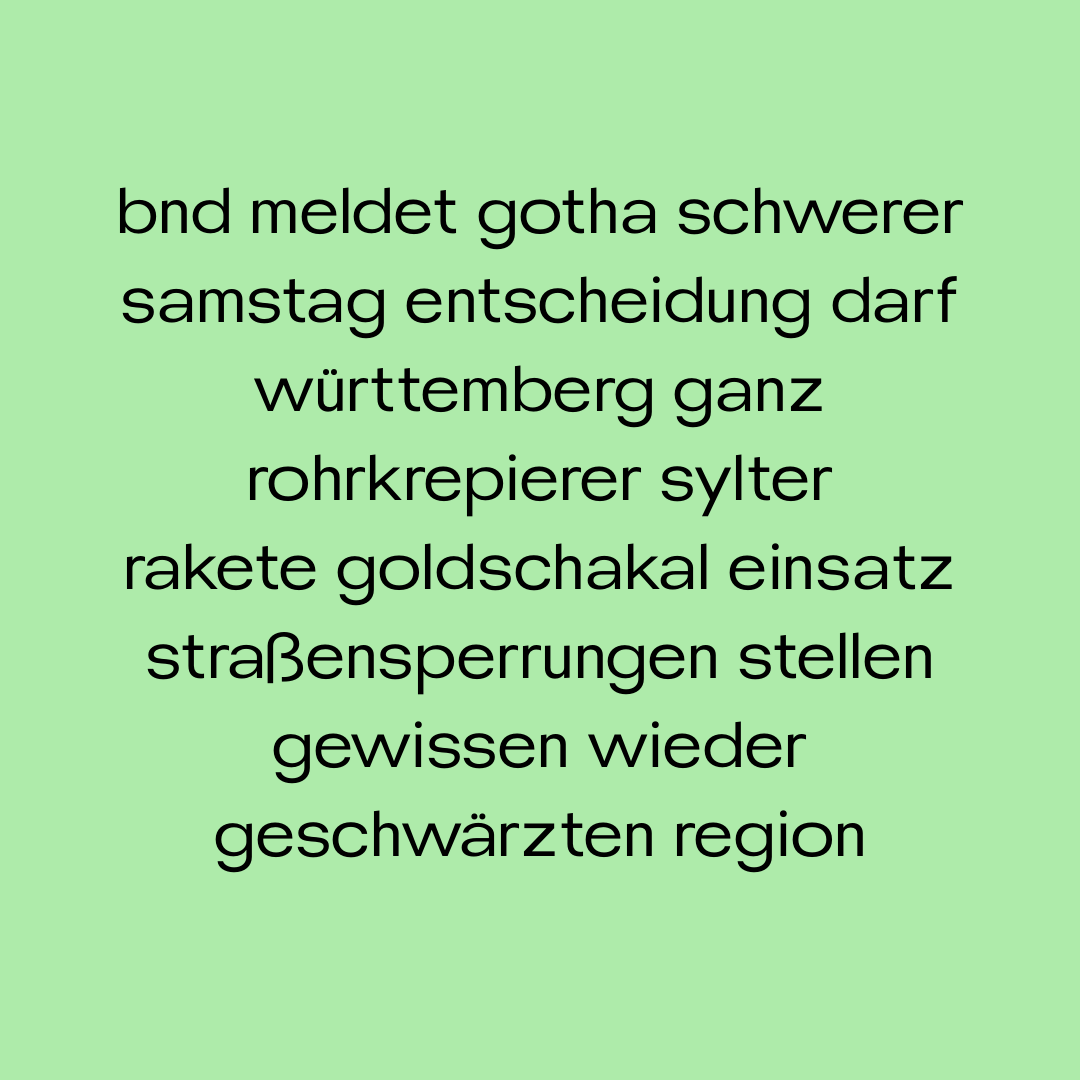 bnd meldet gotha schwerer
samstag entscheidung darf
württemberg ganz
rohrkrepierer sylter
rakete goldschakal einsatz
straßensperrungen stellen
gewissen wieder
geschwärzten region